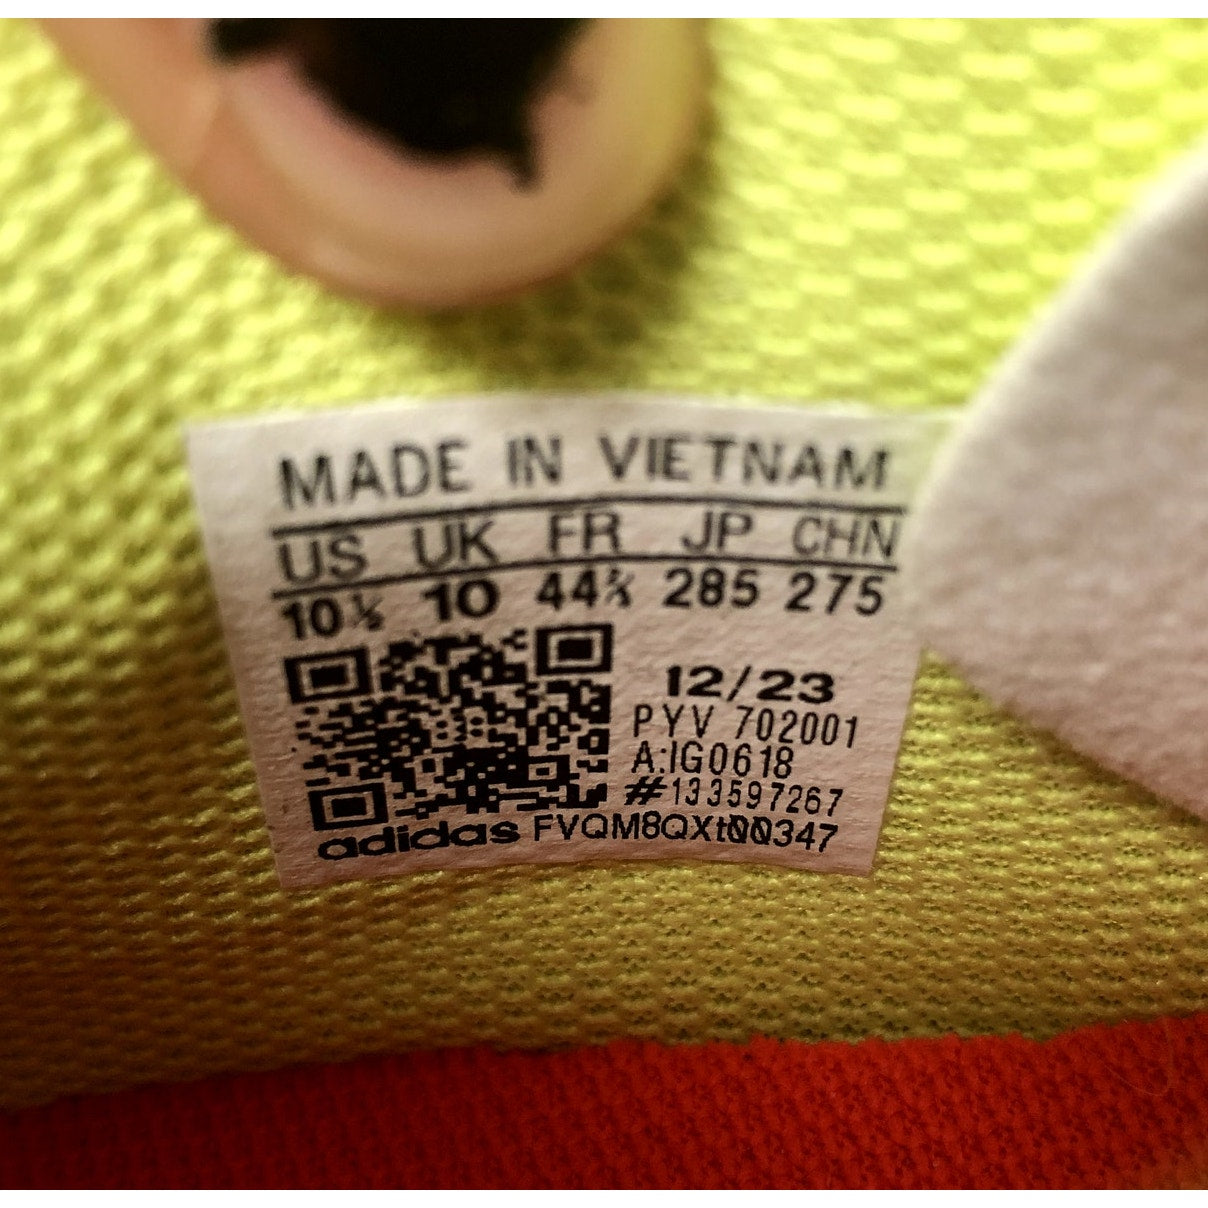 MADE IN VIETNAM
US UK FR JP CHN
10½ 10 44⅔ 285 275
12/23
PYV 702001
A:IG0618
#133597267
adidas FVQM8QXt00347